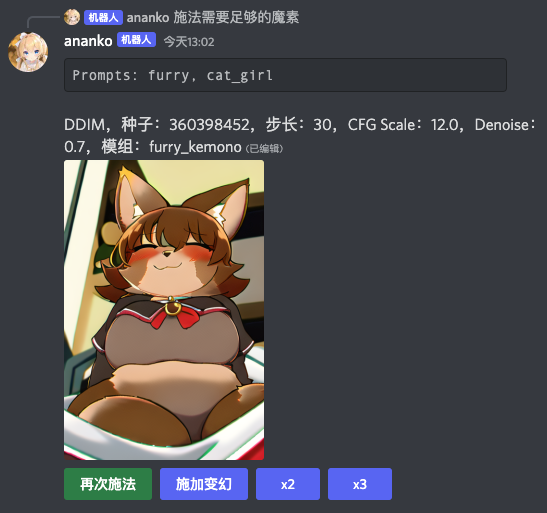 机器人 ananko 施法需要足够的魔素
ananko 机器人 今天13:02
Prompts: furry, cat_girl
DDIM，种子：360398452，步长：30，CFG Scale：12.0，Denoise：
0.7，模组：furry_kemono (已编辑)
再次施法 施加变幻 x2 x3